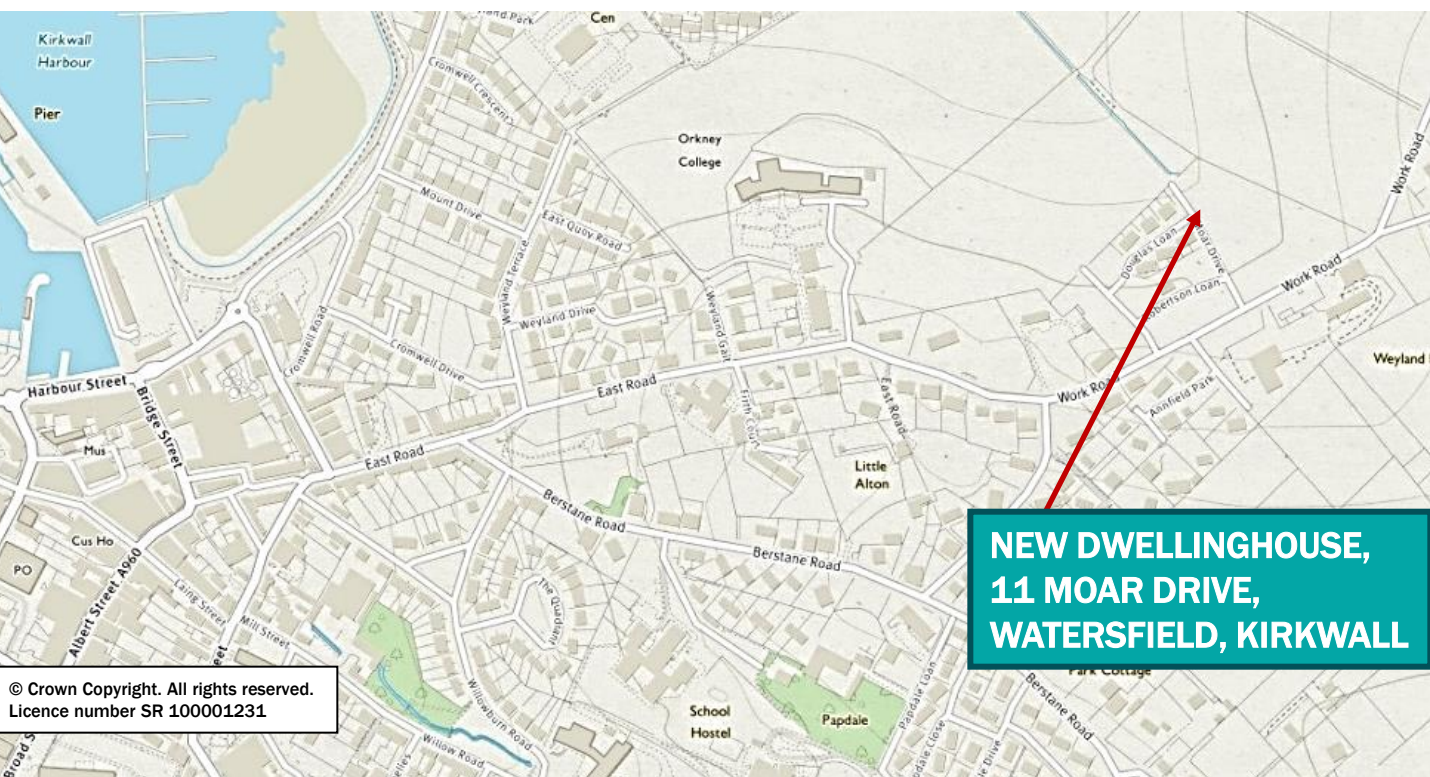 Kirkwall
Harbour
Pier
Cen
Cromwell Crescent
Orkney
College
Mount Drive
East Quoy Road
Weyland Terrace
Weyland Drive
Weyland Gait
Cromwell Road
Cromwell Drive
Harbour Street
Bridge Street
Mus
East Road
East Road
East Road
Firth Court
Little
Alton
Work Road
Work Road
Work Road
Douglas Loan
Moar Drive
Robertson Loan
Annfield Park
Weyland
Berstane Road
Berstane Road
Berstane Road
Cus Ho
PO
Albert Street A960
Laing Street
Mill Street
The Quadrant
Willowburn Road
Willow Road
School
Hostel
Papdale
Papdale Loan
Park Cottage
Broad S
NEW DWELLINGHOUSE,
11 MOAR DRIVE,
WATERSFIELD, KIRKWALL
© Crown Copyright. All rights reserved.
Licence number SR 100001231